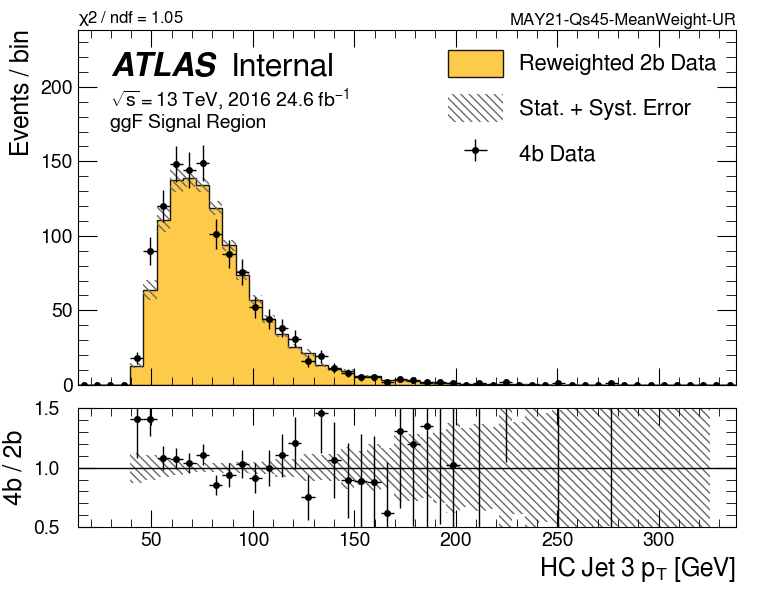 χ2 / ndf = 1.05
MAY21-Qs45-MeanWeight-UR
Events / bin
ATLAS Internal
√s = 13 TeV, 2016 24.6 fb⁻¹
ggF Signal Region
Reweighted 2b Data
Stat. + Syst. Error
4b Data
200
150
100
50
0
4b / 2b
1.5
1.0
0.5
50 100 150 200 250 300
HC Jet 3 p_T [GeV]